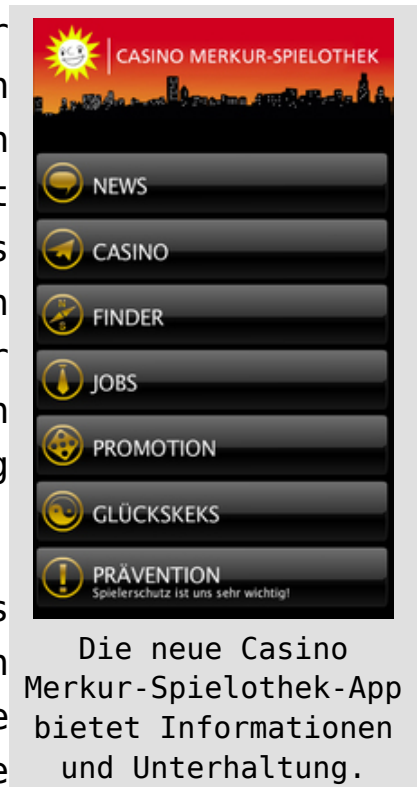 CASINO MERKUR-SPIELOTHEK
NEWS
CASINO
N
S
FINDER
JOBS
PROMOTION
GLÜCKSKEKS
PRÄVENTION
Spielerschutz ist uns sehr wichtig!
Die neue Casino
Merkur-Spielothek-App
bietet Informationen
und Unterhaltung.